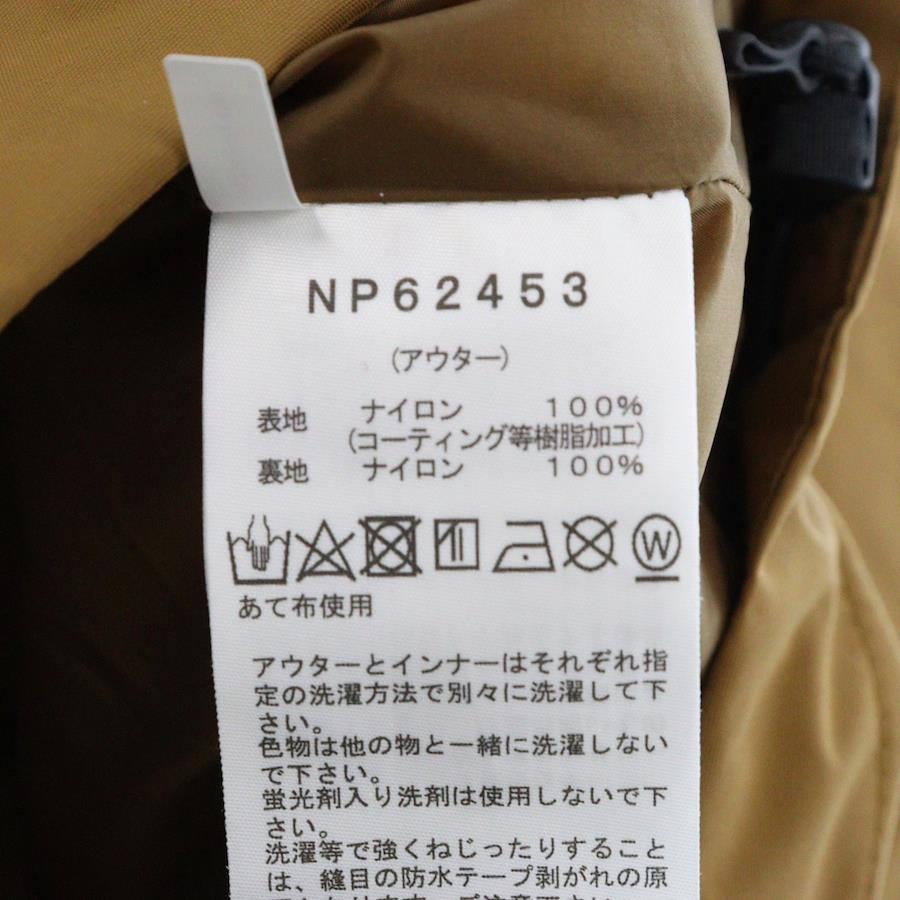 NP62453
(アウター)
表地 ナイロン 100%
(コーティング等樹脂加工)
裏地 ナイロン 100%
W
あて布使用
アウターとインナーはそれぞれ指
定の洗濯方法で別々に洗濯して下
さい。
色物は他の物と一緒に洗濯しない
で下さい。
蛍光剤入り洗剤は使用しないで下
さい。
洗濯等で強くねじったりすること
は、縫目の防水テープ剥がれの原